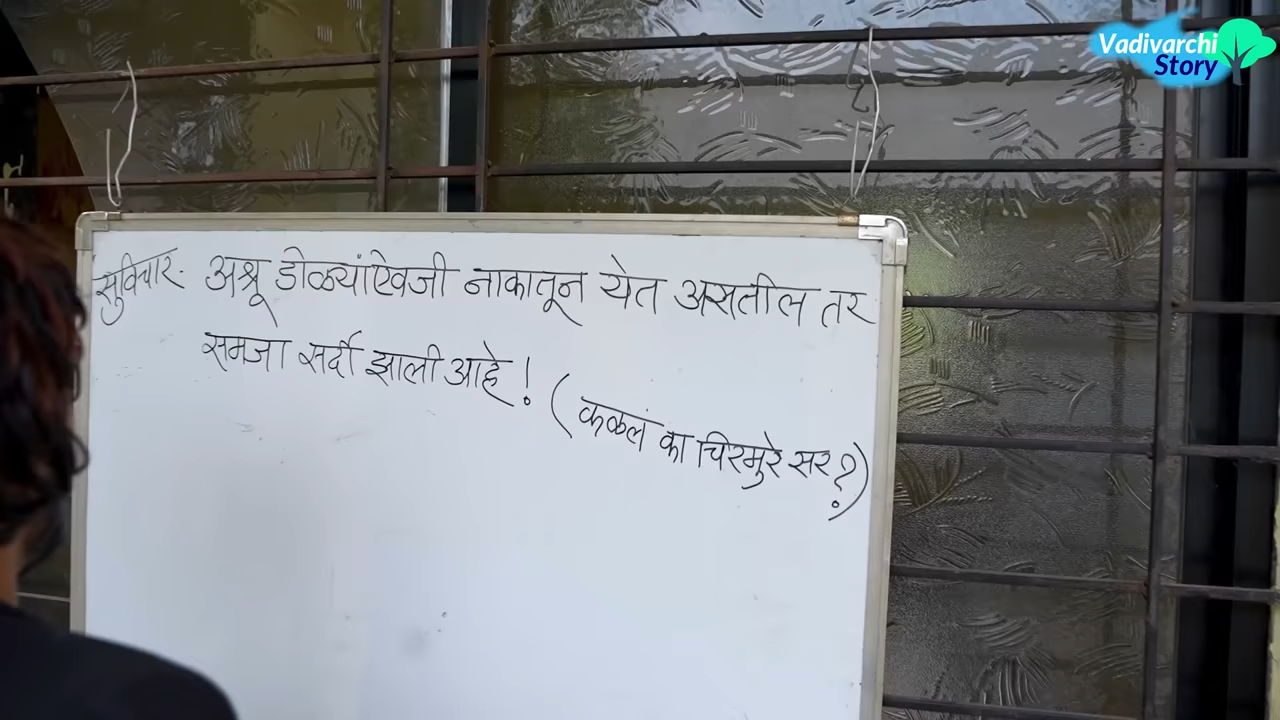 Vadivarchi
Story
सुविचार. अश्रू डोळ्यांऐवजी नाकातून येत असतील तर
समजा सर्दी झाली आहे! (कळलं का चिरमुरे सर?)